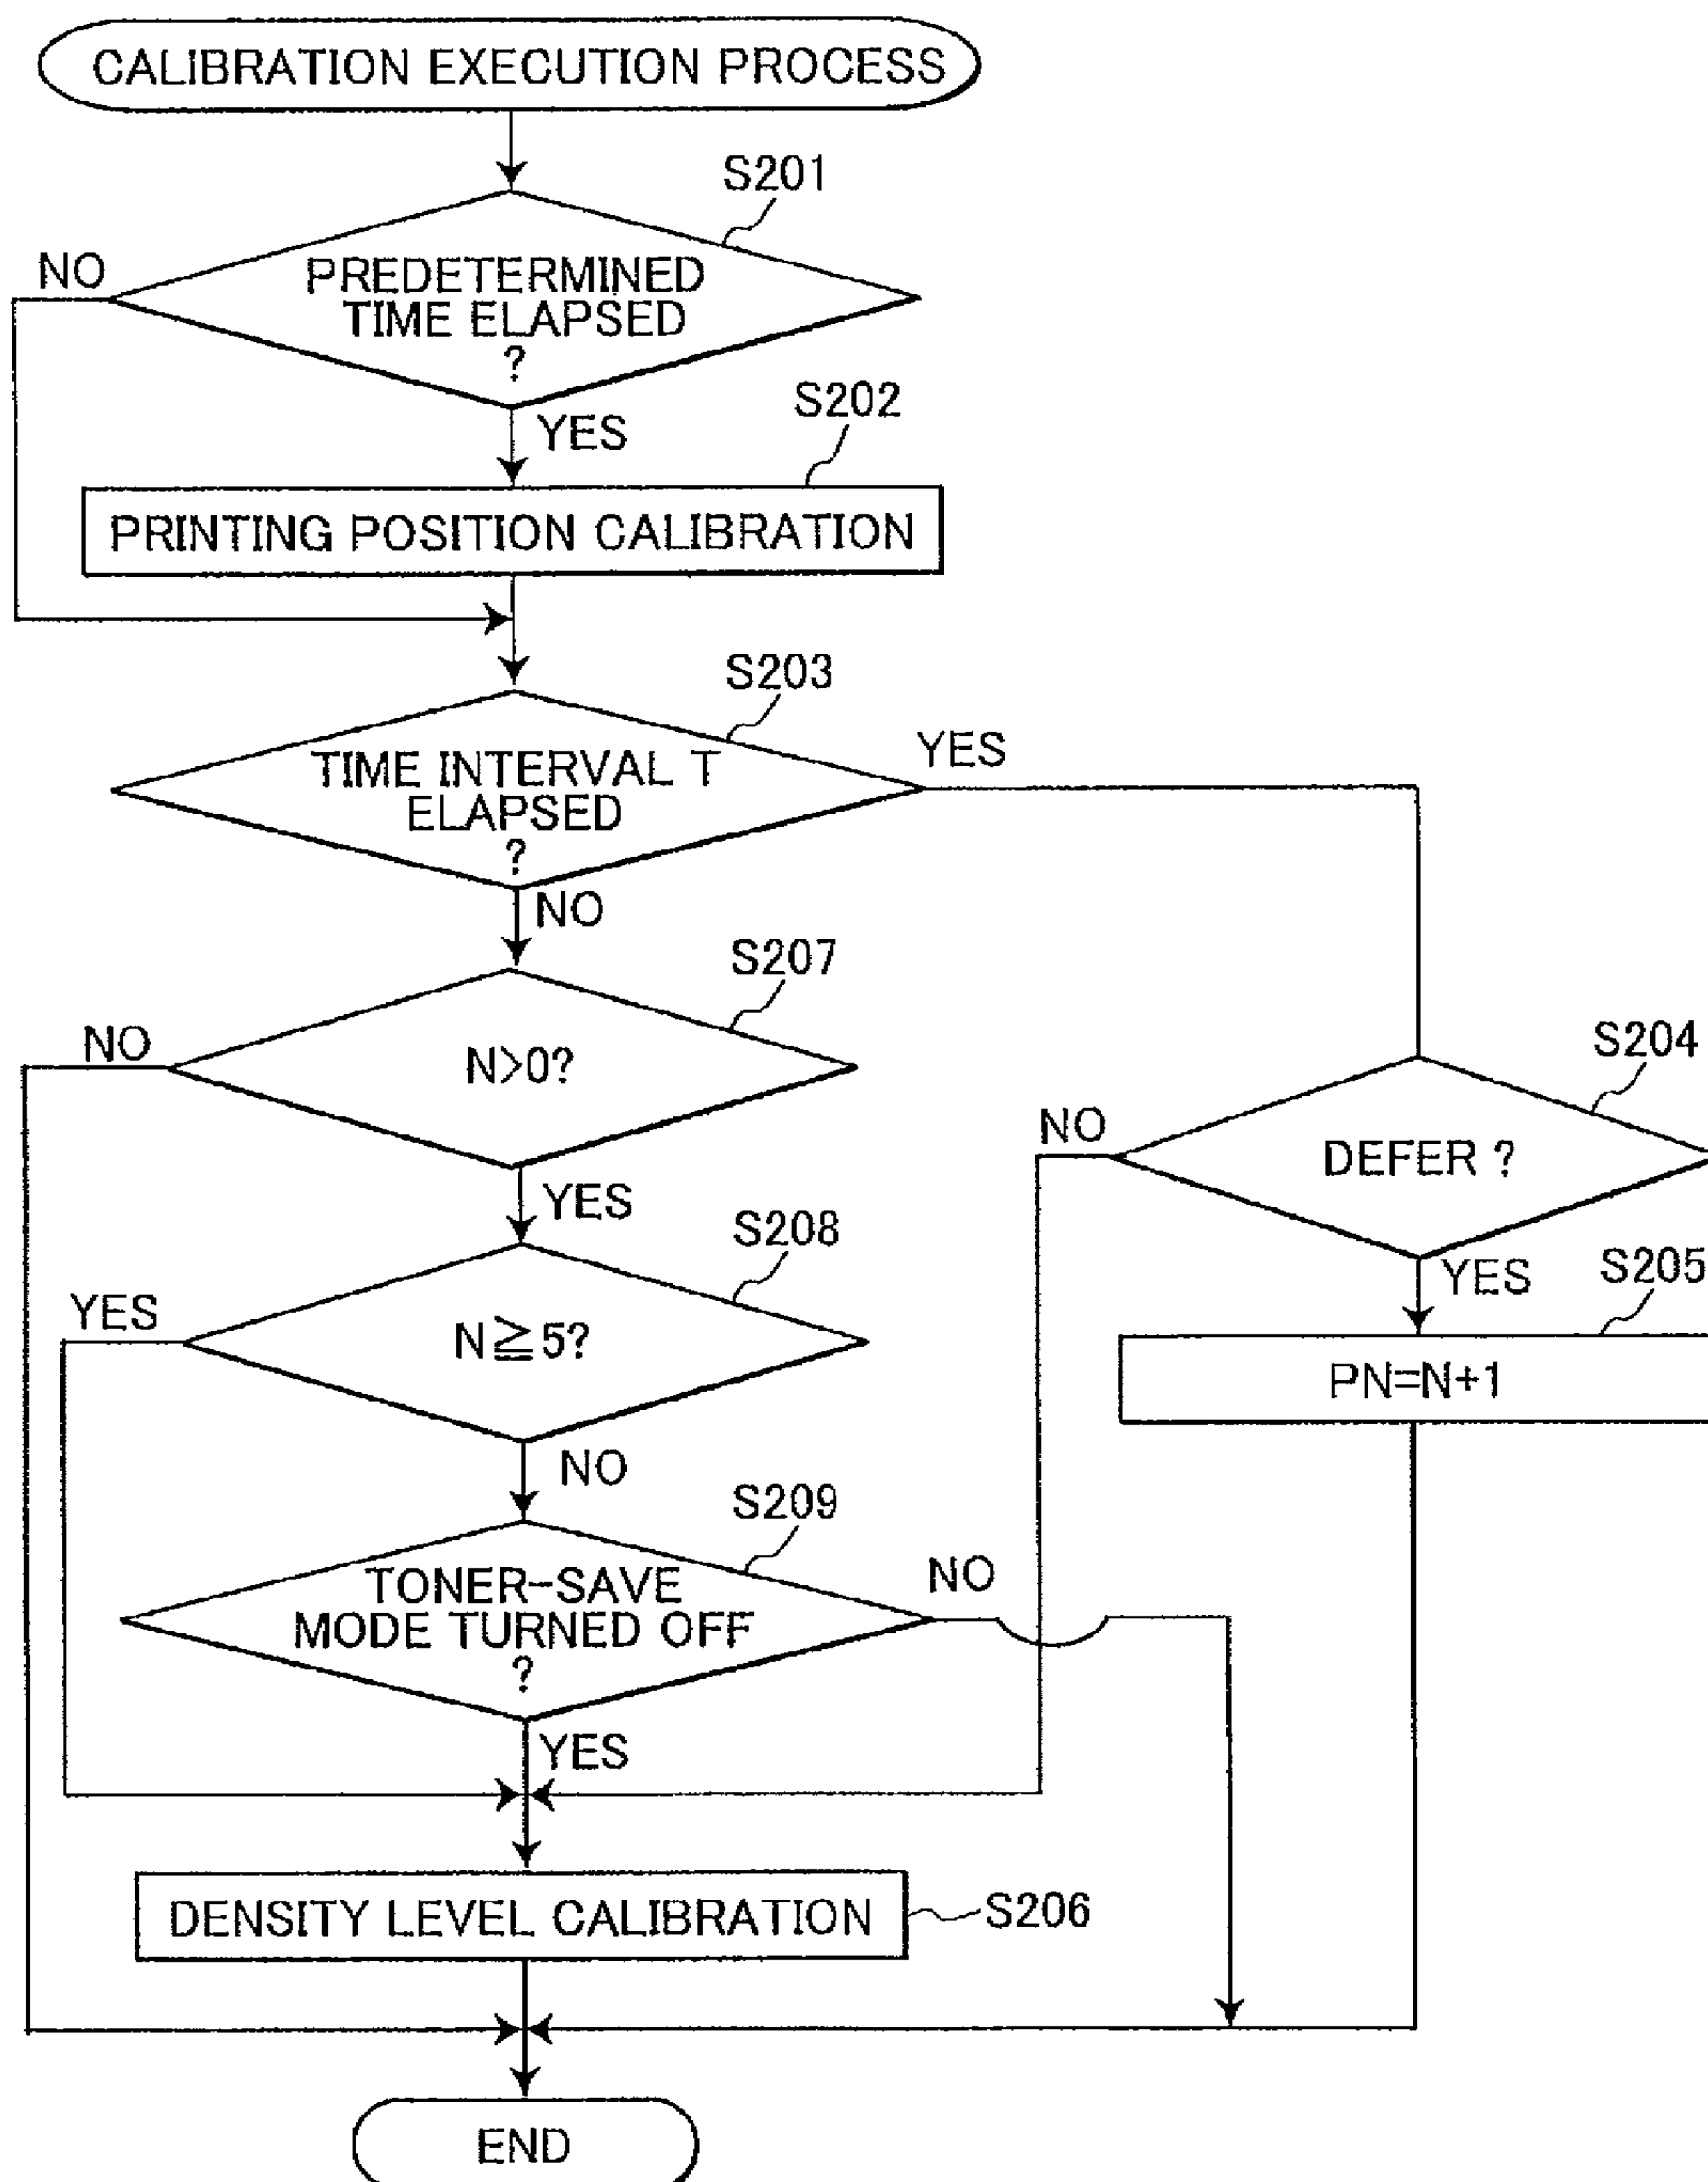 CALIBRATION EXECUTION PROCESS
S201
NO
PREDETERMINED
TIME ELAPSED
?
YES
S202
PRINTING POSITION CALIBRATION
S203
TIME INTERVAL T
ELAPSED
?
YES
NO
S207
NO
N>0?
YES
S204
NO
DEFER ?
YES
S205
PN=N+1
S208
YES
N≧5?
NO
S209
TONER-SAVE
MODE TURNED OFF
?
NO
YES
DENSITY LEVEL CALIBRATION
S206
END